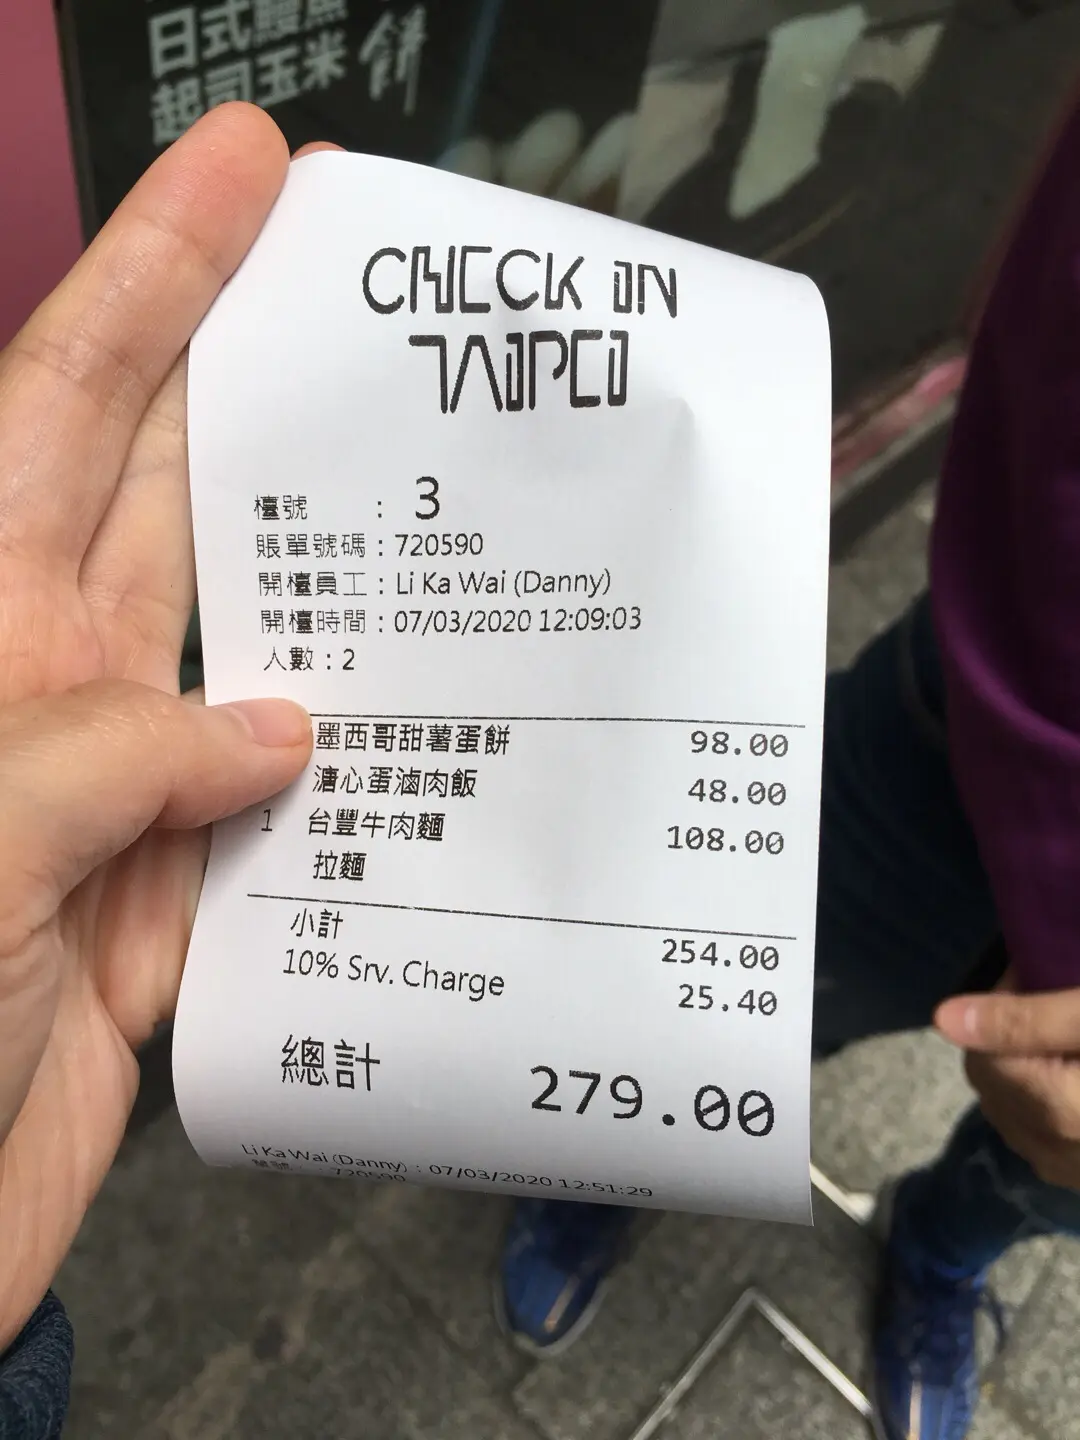 日式鰻魚
起司玉米餅
CHECK IN
TAIPEI
檯號 : 3
賬單號碼 : 720590
開檯員工 : Li Ka Wai (Danny)
開檯時間 : 07/03/2020 12:09:03
人數 : 2
墨西哥甜薯蛋餅 98.00
溏心蛋滷肉飯 48.00
1 台豐牛肉麵 108.00
拉麵
小計 254.00
10% Srv. Charge 25.40
總計 279.00
Li Ka Wai (Danny) : 07/03/2020 12:51:29
單號 : 720590